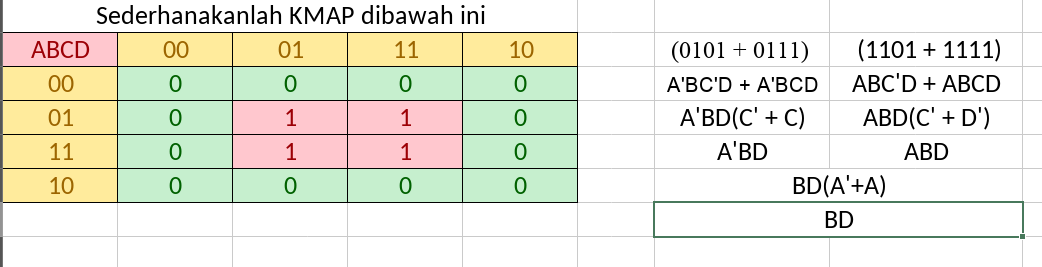 Sederhanakanlah KMAP dibawah ini
ABCD 00 01 11 10 (0101 + 0111) (1101 + 1111)
00 0 0 0 0 A'BC'D + A'BCD ABC'D + ABCD
01 0 1 1 0 A'BD(C' + C) ABD(C' + D')
11 0 1 1 0 A'BD ABD
10 0 0 0 0 BD(A'+A)
BD